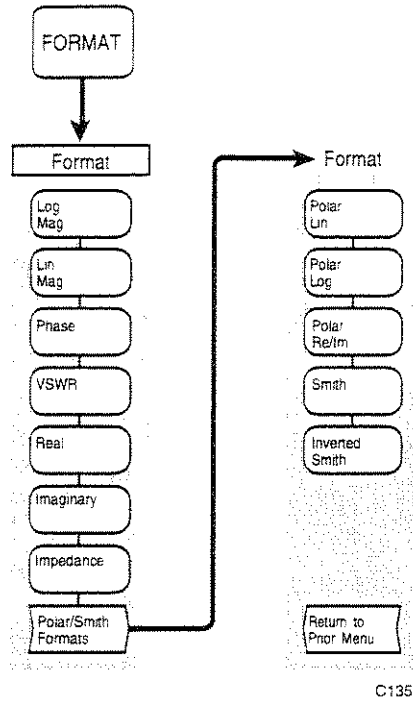 FORMAT
Format
Log
Mag
Lin
Mag
Phase
VSWR
Real
Imaginary
Impedance
Polar/Smith
Formats
Format
Polar
Lin
Polar
Log
Polar
Re/Im
Smith
Inverted
Smith
Return to
Prior Menu
C135